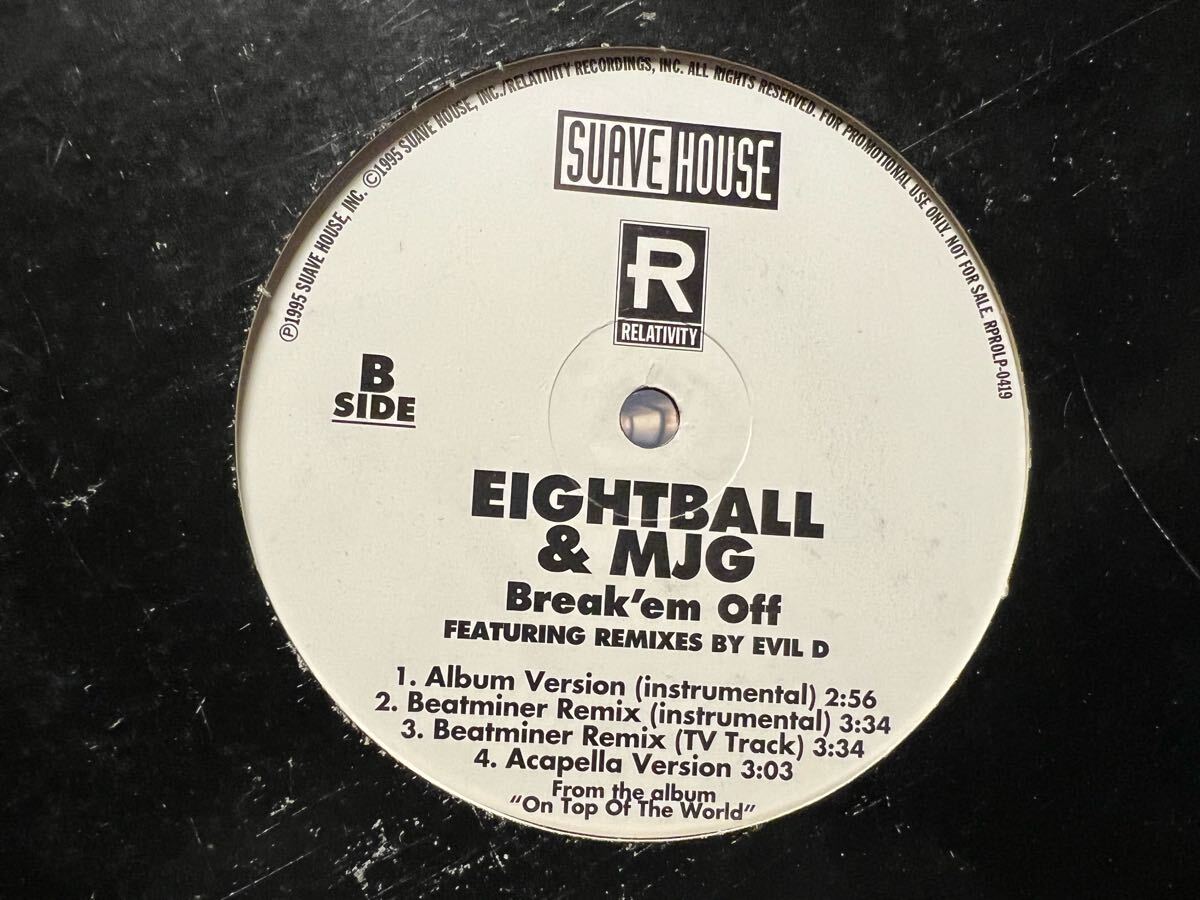 ℗1995 SUAVE HOUSE, INC. ©1995 SUAVE HOUSE, INC./RELATIVITY RECORDINGS, INC. ALL RIGHTS RESERVED. FOR PROMOTIONAL USE ONLY. NOT FOR SALE. RPROLP-0419
SUAVE HOUSE
R
RELATIVITY
B
SIDE
EIGHTBALL
& MJG
Break'em Off
FEATURING REMIXES BY EVIL D
1. Album Version (instrumental) 2:56
2. Beatminer Remix (instrumental) 3:34
3. Beatminer Remix (TV Track) 3:34
4. Acapella Version 3:03
From the album
"On Top Of The World"